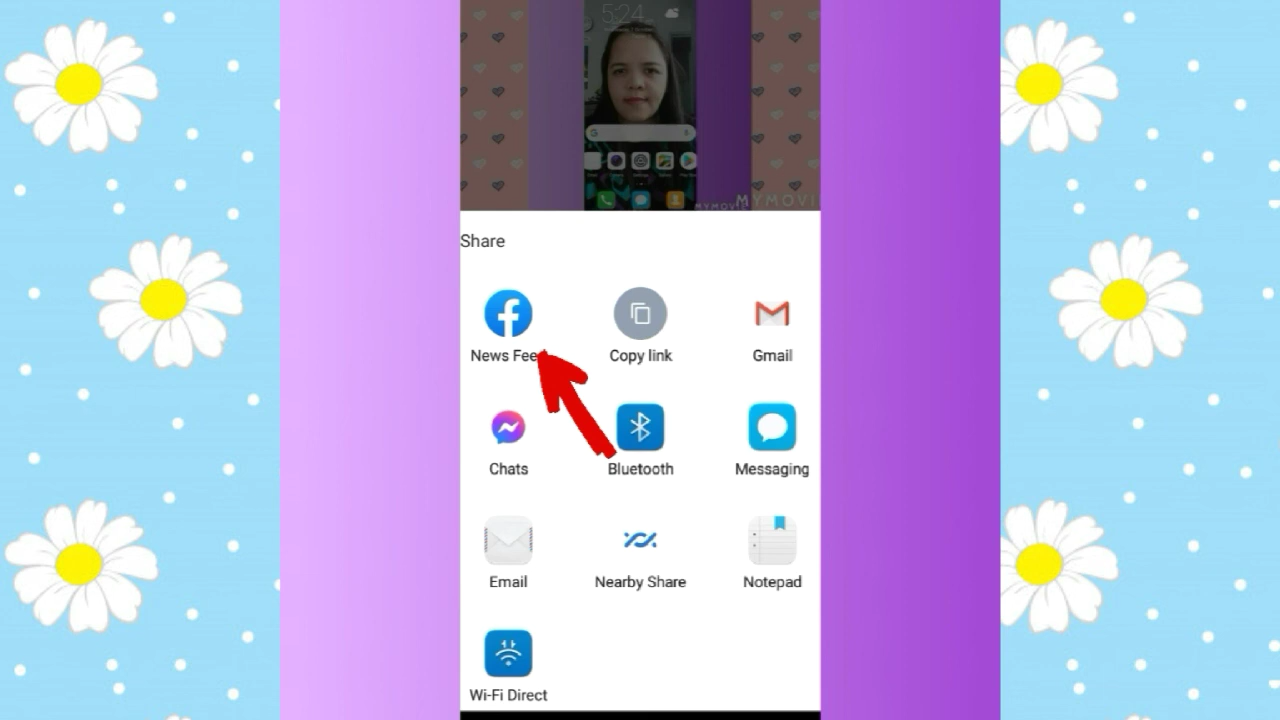 5:24
MYMOVI
Share
News Fee
Copy link
Gmail
Chats
Bluetooth
Messaging
Email
Nearby Share
Notepad
Wi-Fi Direct